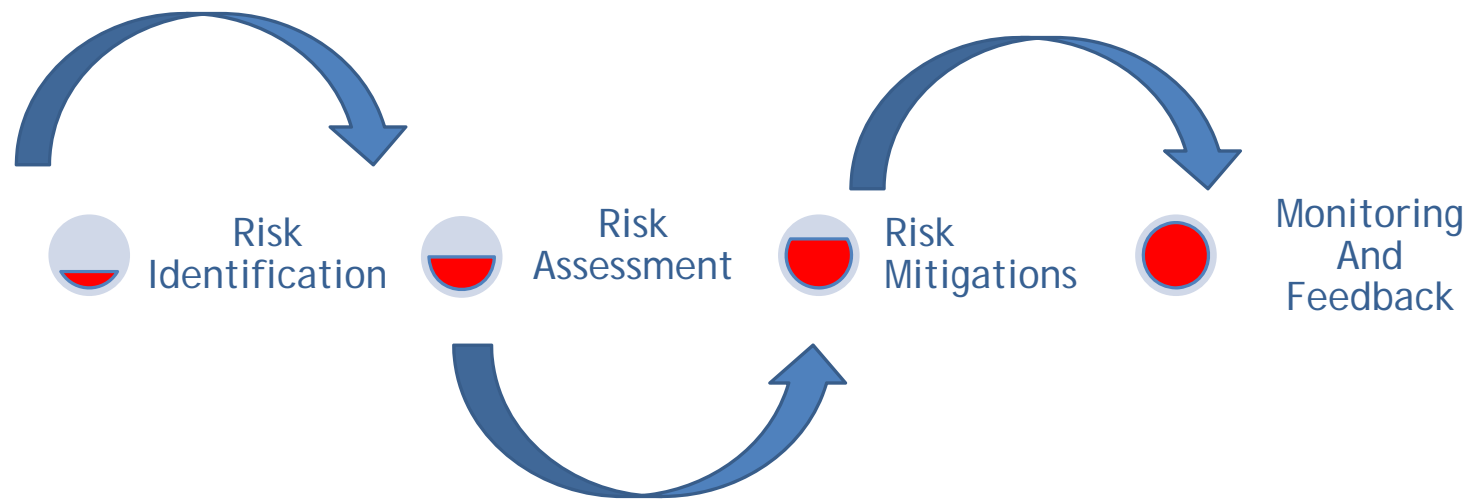 Risk
Identification
Risk
Assessment
Risk
Mitigations
Monitoring
And
Feedback